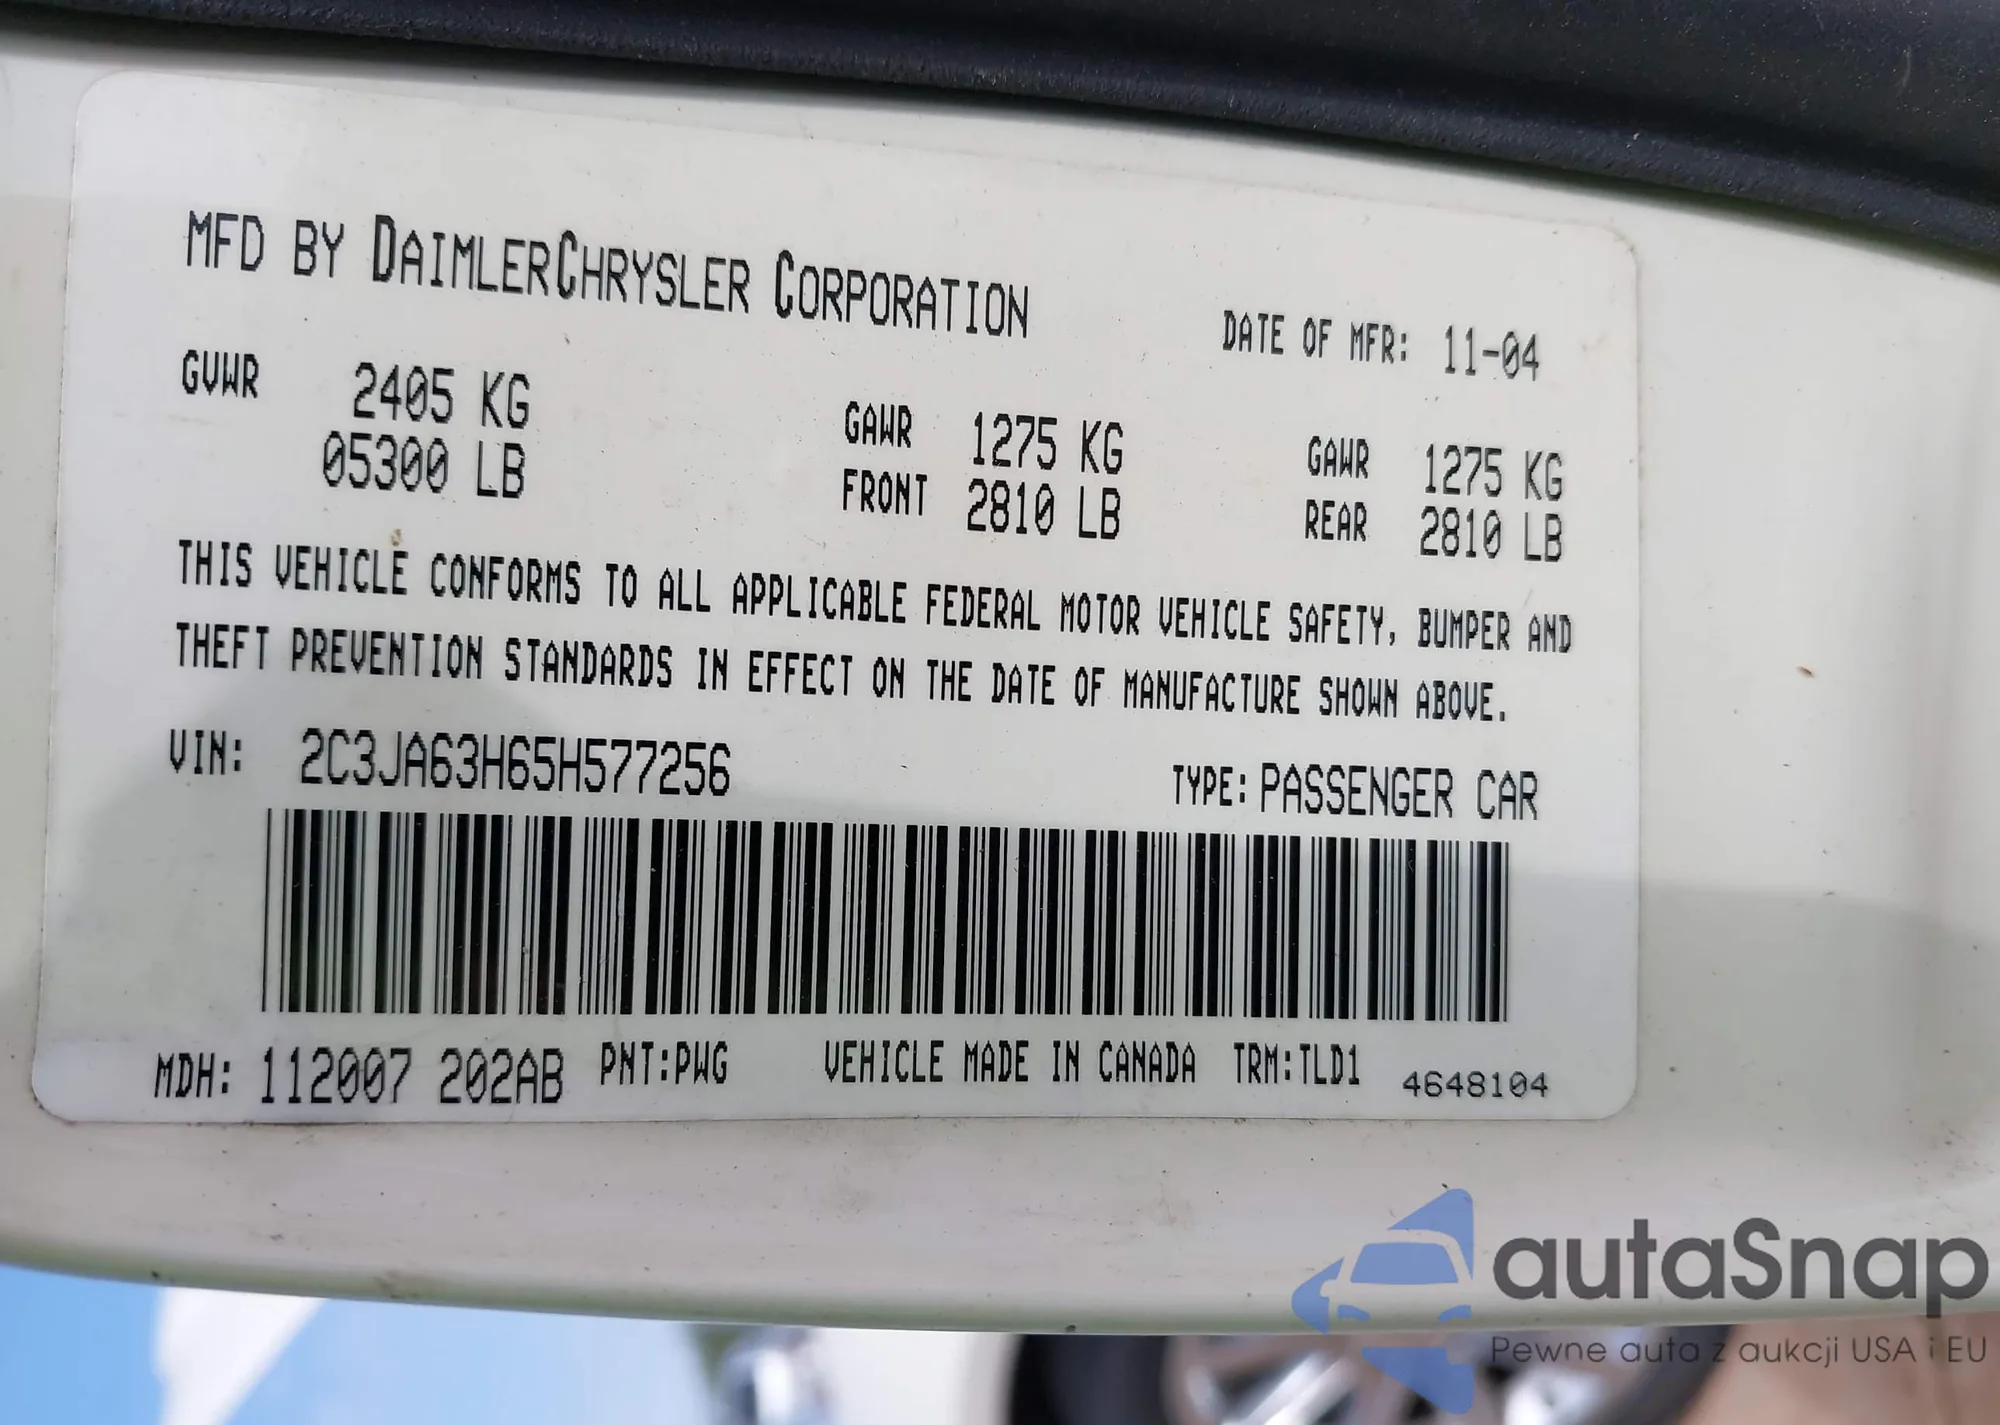 MFD BY DAIMLERCHRYSLER CORPORATION
DATE OF MFR: 11-04
GVWR 2405 KG
05300 LB
GAWR 1275 KG
FRONT 2810 LB
GAWR 1275 KG
REAR 2810 LB
THIS VEHICLE CONFORMS TO ALL APPLICABLE FEDERAL MOTOR VEHICLE SAFETY, BUMPER AND
THEFT PREVENTION STANDARDS IN EFFECT ON THE DATE OF MANUFACTURE SHOWN ABOVE.
VIN: 2C3JA63H65H577256
TYPE: PASSENGER CAR
MDH: 112007 202AB PNT:PWG VEHICLE MADE IN CANADA TRM:TLD1 4648104
autaSnap
Pewne auta z aukcji USA i EU